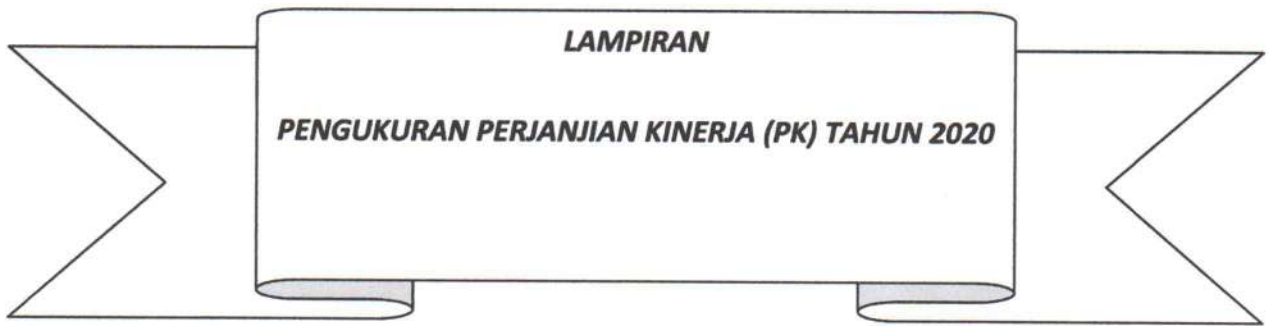 LAMPIRAN
PENGUKURAN PERJANJIAN KINERJA (PK) TAHUN 2020